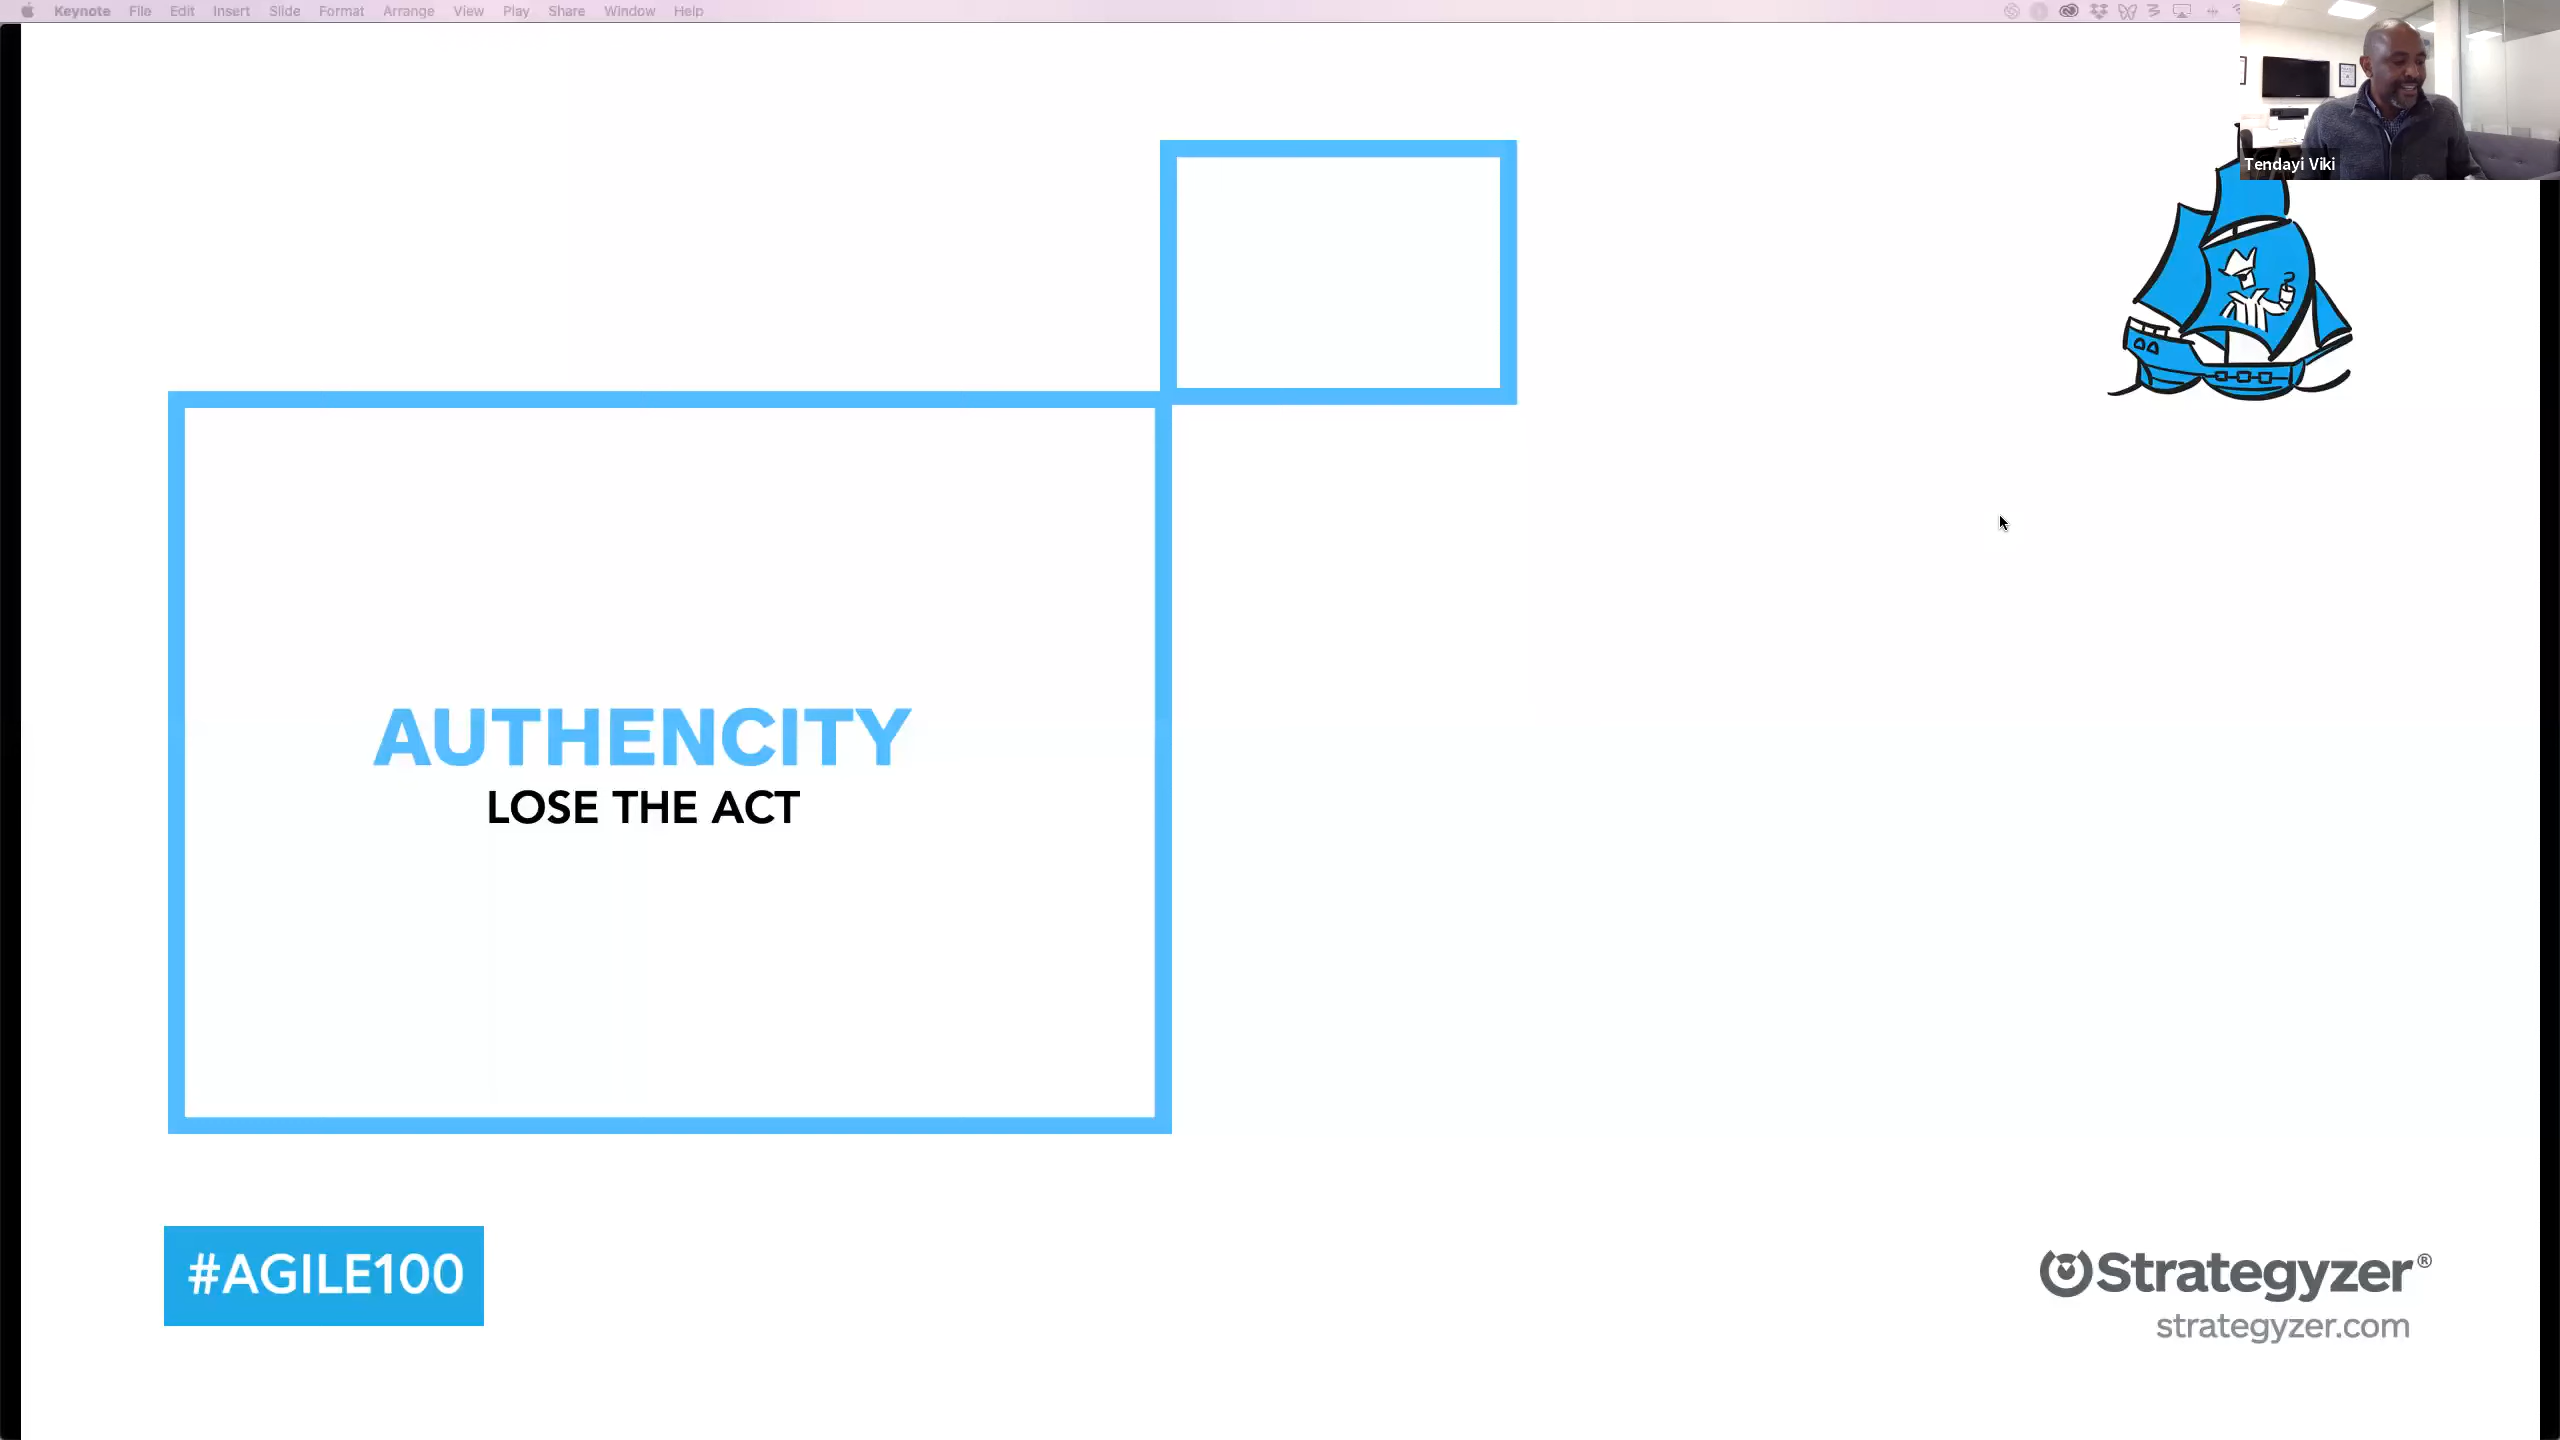 Keynote File Edit Insert Slide Format Arrange View Play Share Window Help
Tendayi Viki
AUTHENCITY
LOSE THE ACT
#AGILE100
Strategyzer®
strategyzer.com